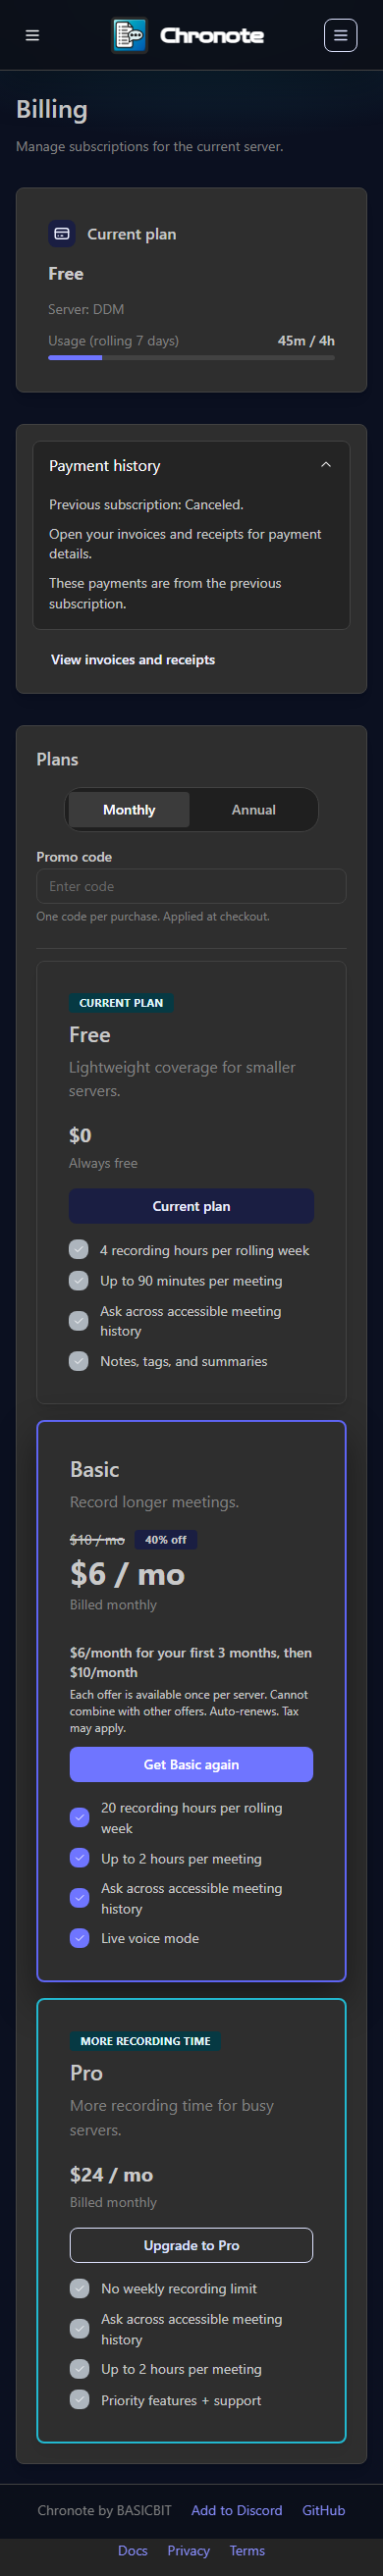 Chronote
Billing
Manage subscriptions for the current server.
Current plan
Free
Server: DDM
Usage (rolling 7 days) 45m / 4h
Payment history
Previous subscription: Canceled.
Open your invoices and receipts for payment
details.
These payments are from the previous
subscription.
View invoices and receipts
Plans
Monthly Annual
Promo code
Enter code
One code per purchase. Applied at checkout.
CURRENT PLAN
Free
Lightweight coverage for smaller
servers.
$0
Always free
Current plan
4 recording hours per rolling week
Up to 90 minutes per meeting
Ask across accessible meeting
history
Notes, tags, and summaries
Basic
Record longer meetings.
$10 / mo 40% off
$6 / mo
Billed monthly
$6/month for your first 3 months, then
$10/month
Each offer is available once per server. Cannot
combine with other offers. Auto-renews. Tax
may apply.
Get Basic again
20 recording hours per rolling
week
Up to 2 hours per meeting
Ask across accessible meeting
history
Live voice mode
MORE RECORDING TIME
Pro
More recording time for busy
servers.
$24 / mo
Billed monthly
Upgrade to Pro
No weekly recording limit
Ask across accessible meeting
history
Up to 2 hours per meeting
Priority features + support
Chronote by BASICBIT Add to Discord GitHub
Docs Privacy Terms